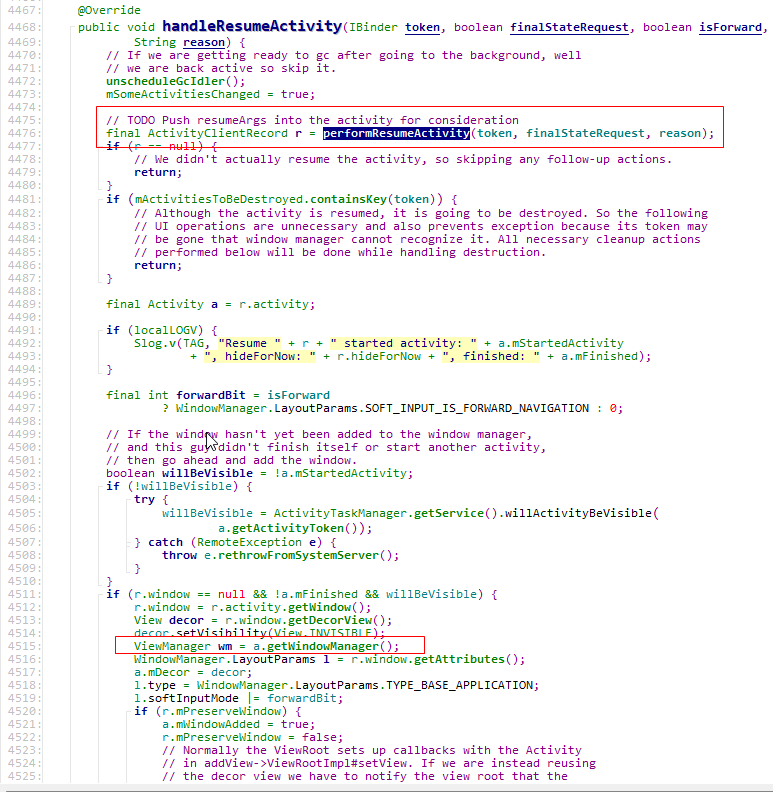 4467: @Override
4468: public void handleResumeActivity(IBinder token, boolean finalStateRequest, boolean isForward,
4469: String reason) {
4470: // If we are getting ready to gc after going to the background, well
4471: // we are back active so skip it.
4472: unscheduleGcIdler();
4473: mSomeActivitiesChanged = true;
4474:
4475: // TODO Push resumeArgs into the activity for consideration
4476: final ActivityClientRecord r = performResumeActivity(token, finalStateRequest, reason);
4477: if (r == null) {
4478: // We didn't actually resume the activity, so skipping any follow-up actions.
4479: return;
4480: }
4481: if (mActivitiesToBeDestroyed.containsKey(token)) {
4482: // Although the activity is resumed, it is going to be destroyed. So the following
4483: // UI operations are unnecessary and also prevents exception because its token may
4484: // be gone that window manager cannot recognize it. All necessary cleanup actions
4485: // performed below will be done while handling destruction.
4486: return;
4487: }
4488:
4489: final Activity a = r.activity;
4490:
4491: if (localLOGV) {
4492: Slog.v(TAG, "Resume " + r + " started activity: " + a.mStartedActivity
4493: + ", hideForNow: " + r.hideForNow + ", finished: " + a.mFinished);
4494: }
4495:
4496: final int forwardBit = isForward
4497: ? WindowManager.LayoutParams.SOFT_INPUT_IS_FORWARD_NAVIGATION : 0;
4498:
4499: // If the window hasn't yet been added to the window manager,
4500: // and this guy didn't finish itself or start another activity,
4501: // then go ahead and add the window.
4502: boolean willBeVisible = !a.mStartedActivity;
4503: if (!willBeVisible) {
4504: try {
4505: willBeVisible = ActivityTaskManager.getService().willActivityBeVisible(
4506: a.getActivityToken());
4507: } catch (RemoteException e) {
4508: throw e.rethrowFromSystemServer();
4509: }
4510: }
4511: if (r.window == null && !a.mFinished && willBeVisible) {
4512: r.window = r.activity.getWindow();
4513: View decor = r.window.getDecorView();
4514: decor.setVisibility(View.INVISIBLE);
4515: ViewManager wm = a.getWindowManager();
4516: WindowManager.LayoutParams l = r.window.getAttributes();
4517: a.mDecor = decor;
4518: l.type = WindowManager.LayoutParams.TYPE_BASE_APPLICATION;
4519: l.softInputMode |= forwardBit;
4520: if (r.mPreserveWindow) {
4521: a.mWindowAdded = true;
4522: r.mPreserveWindow = false;
4523: // Normally the ViewRoot sets up callbacks with the Activity
4524: // in addView->ViewRootImpl#setView. If we are instead reusing
4525: // the decor view we have to notify the view root that the